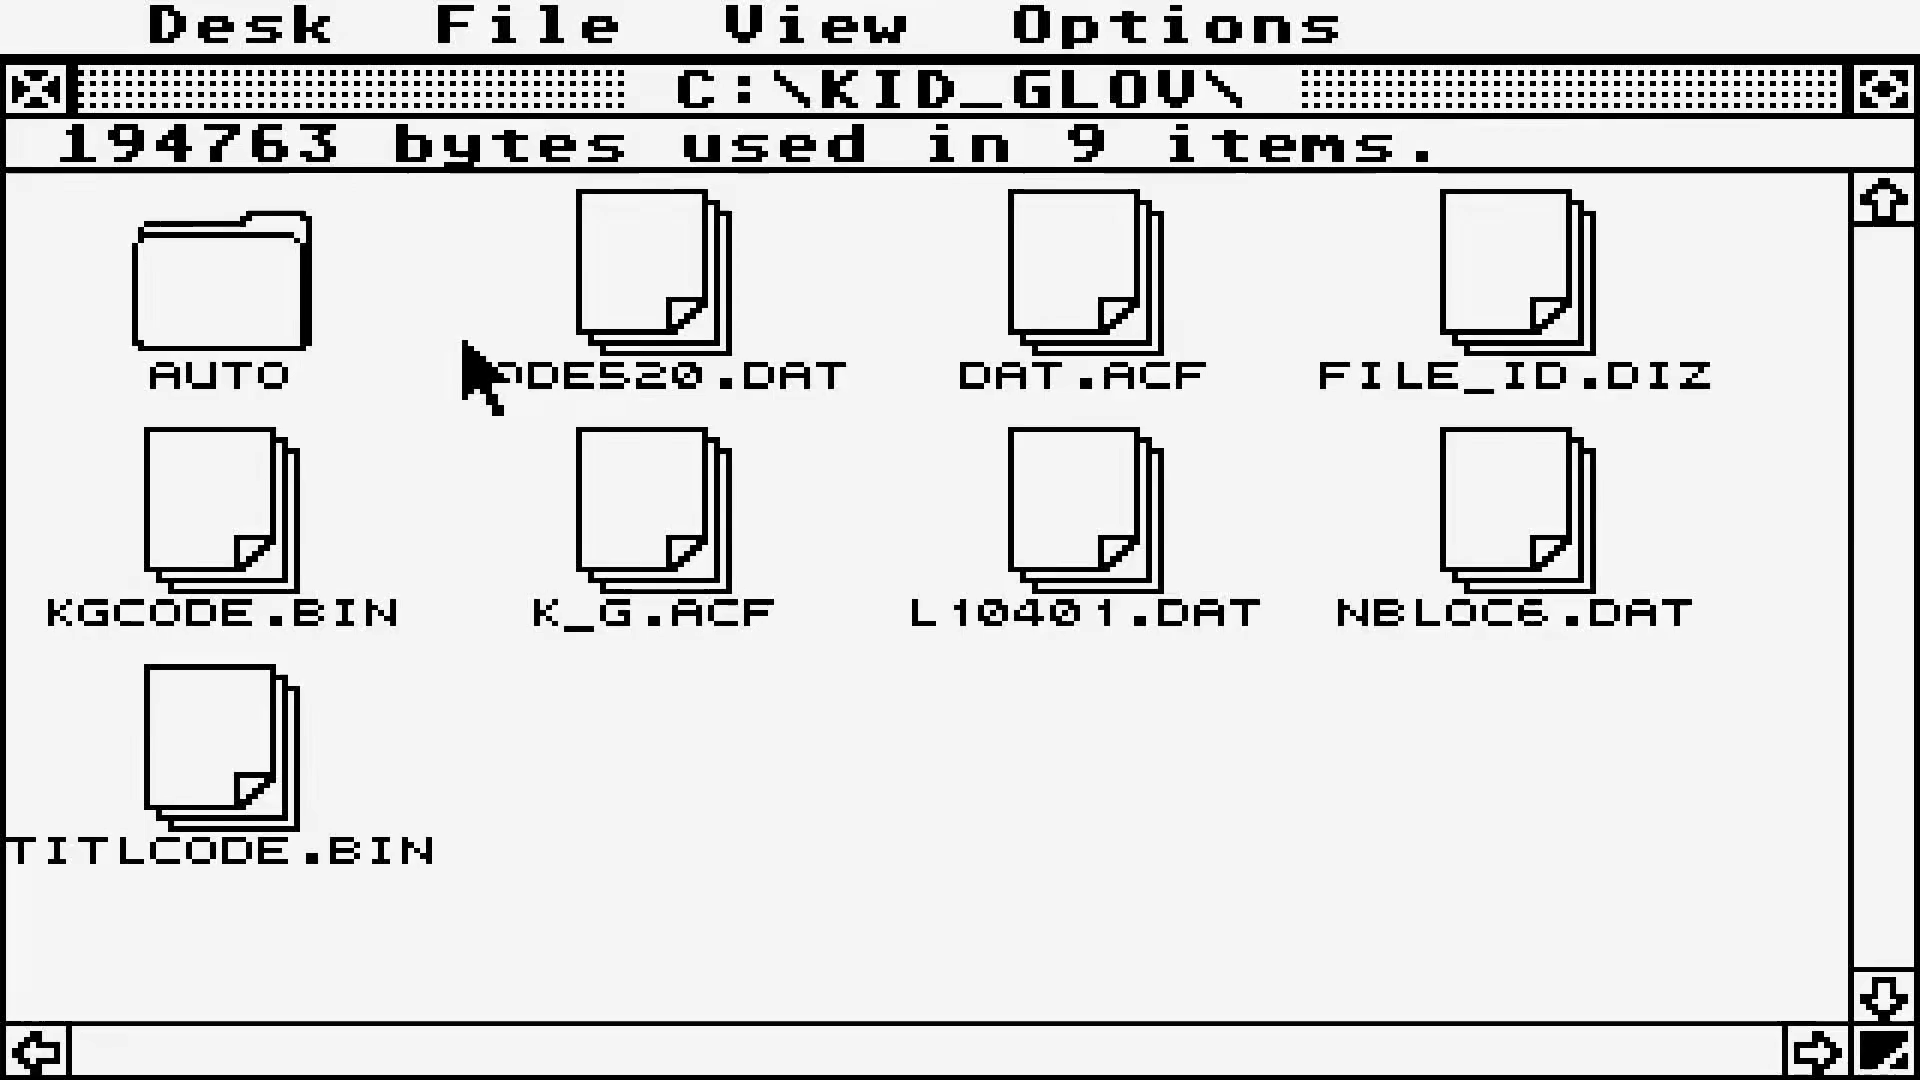 Desk File View Options
C:\KID_GLOV\
194763 bytes used in 9 items.
AUTO ODE520.DAT DAT.ACF FILE_ID.DIZ
KGCODE.BIN K_G.ACF L10401.DAT NBLOC6.DAT
TITLCODE.BIN